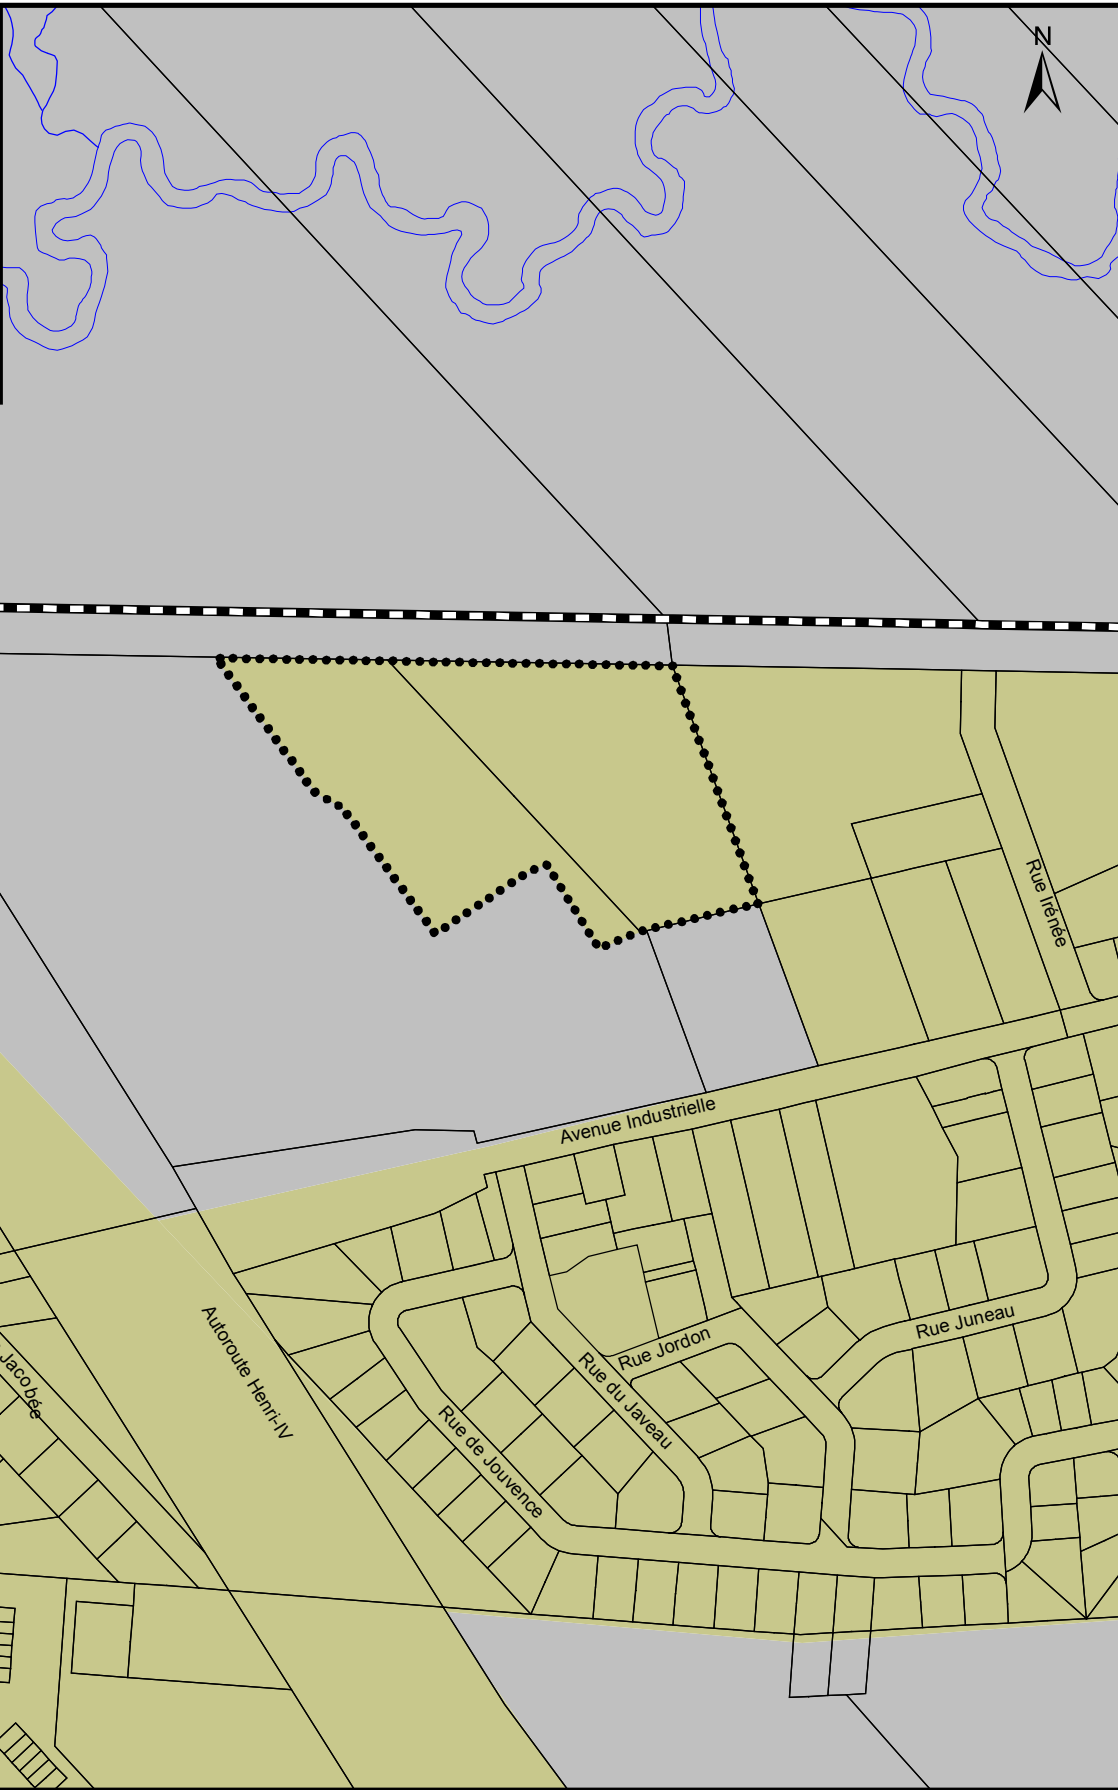 N
Rue Irénée
Avenue Industrielle
Rue Juneau
Rue Jordon
Autoroute Henri-IV
Rue du Javeau
Jacobée
Rue de Jouvence